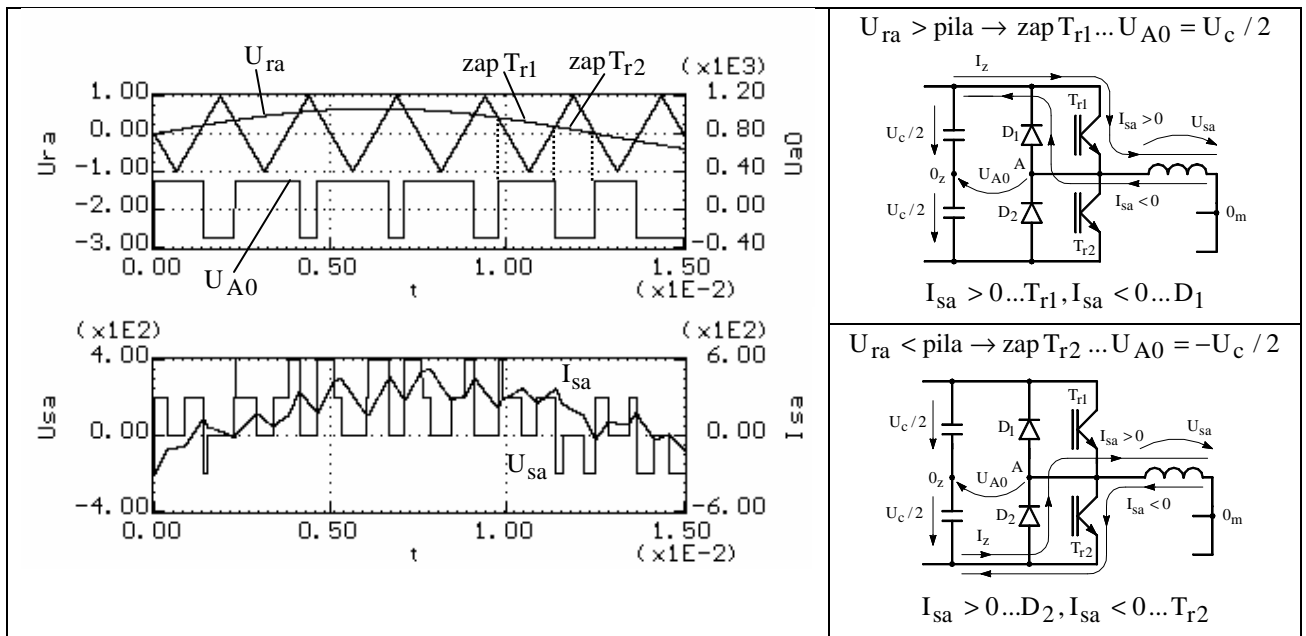 U_ra
zap T_r1
zap T_r2
(x1E3)
1.00
0.00
-1.00
-2.00
-3.00
Ura
1.20
0.80
0.40
0.00
-0.40
Ua0
0.00 0.50 1.00 1.50
U_A0
t
(x1E-2)
(x1E2)
(x1E2)
4.00
0.00
-4.00
Usa
6.00
0.00
-6.00
Isa
I_sa
U_sa
0.00 0.50 1.00 1.50
t
(x1E-2)
U_ra > pila → zap T_r1... U_A0 = U_c / 2
I_z
T_r1
I_sa > 0
U_sa
U_c/2
D_1
A
0_z
U_A0
I_sa < 0
U_c/2
D_2
0_m
T_r2
I_sa > 0...T_r1, I_sa < 0...D_1
U_ra < pila → zap T_r2 ... U_A0 = −U_c / 2
T_r1
U_c/2
D_1
I_sa > 0
U_sa
A
0_z
U_A0
I_sa < 0
U_c/2
D_2
0_m
I_z
T_r2
I_sa > 0...D_2, I_sa < 0...T_r2